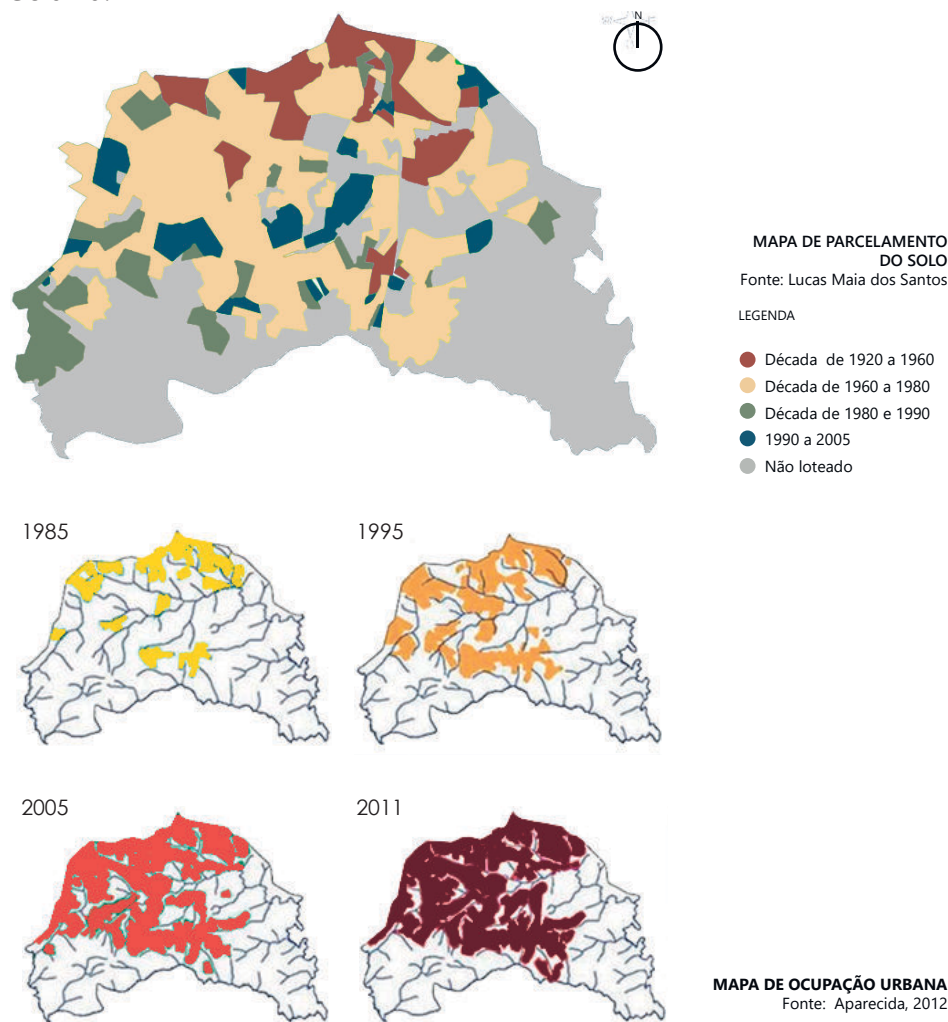 N
MAPA DE PARCELAMENTO
DO SOLO
Fonte: Lucas Maia dos Santos
LEGENDA
Década de 1920 a 1960
Década de 1960 a 1980
Década de 1980 e 1990
1990 a 2005
Não loteado
1985
1995
2005
2011
MAPA DE OCUPAÇÃO URBANA
Fonte: Aparecida, 2012